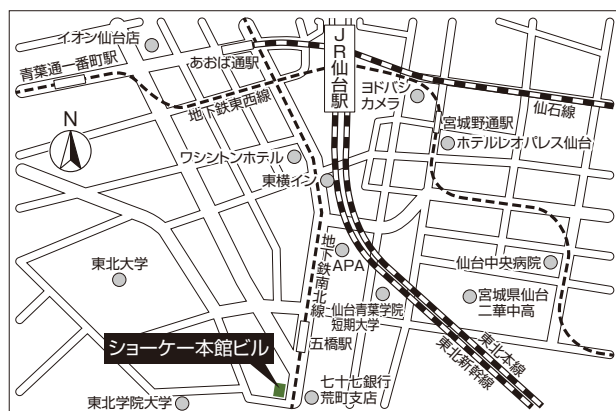 イオン仙台店
青葉通一番町駅
あおば通駅
JR仙台駅
ヨドバシ
カメラ
仙石線
地下鉄東西線
宮城野通駅
ホテルレオパレス仙台
N
ワシントンホテル
東横イン
地下鉄南北線
APA
仙台中央病院
東北大学
仙台青葉学院
短期大学
宮城県仙台
二華中高
ショーケー本館ビル
五橋駅
東北本線
東北新幹線
七十七銀行
荒町支店
東北学院大学